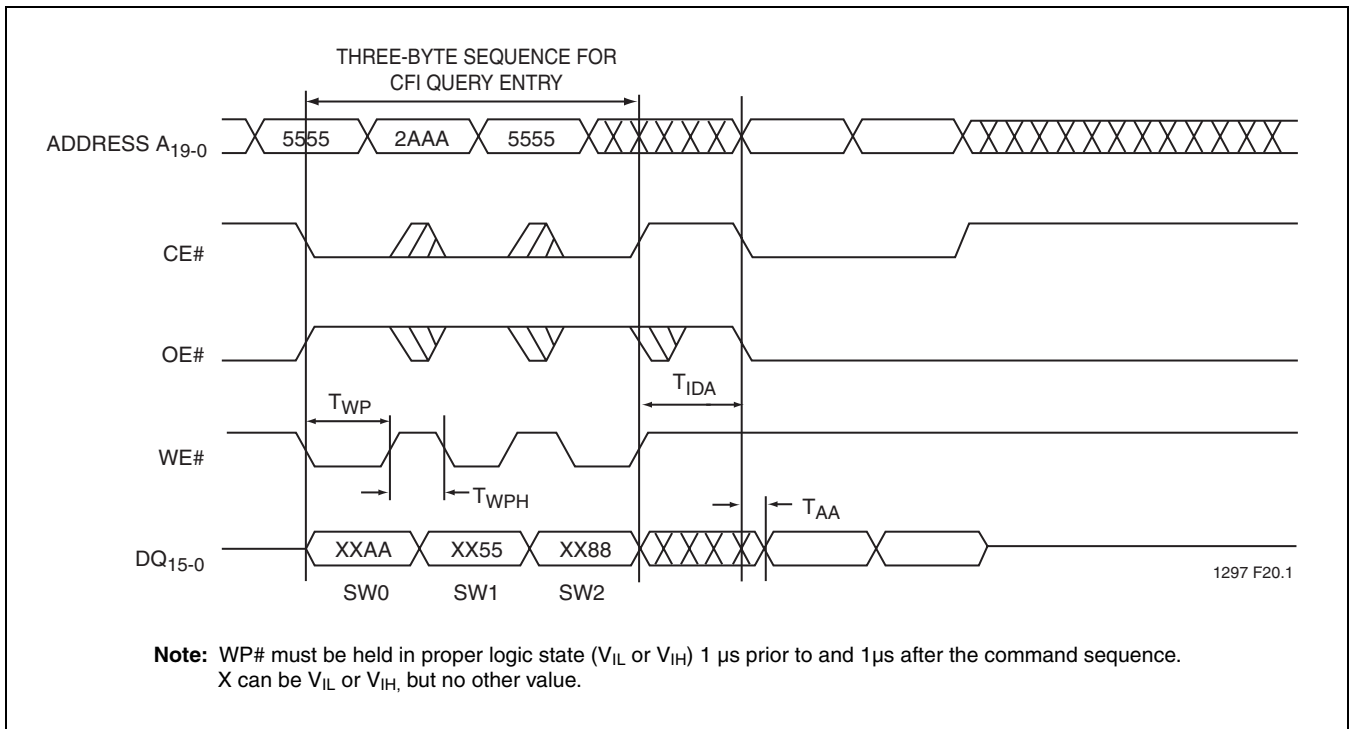 THREE-BYTE SEQUENCE FOR
CFI QUERY ENTRY
ADDRESS A19-0
5555
2AAA
5555
CE#
OE#
TIDA
TWP
WE#
TWPH
TAA
DQ15-0
XXAA
XX55
XX88
SW0
SW1
SW2
1297 F20.1
Note: WP# must be held in proper logic state (VIL or VIH) 1 µs prior to and 1µs after the command sequence.
X can be VIL or VIH, but no other value.